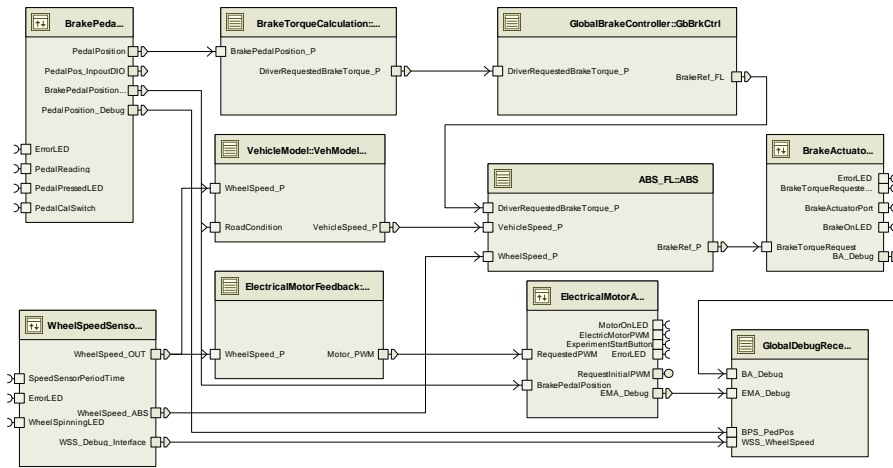 BrakePeda...
PedalPosition
PedalPos_InpoutDIO
BrakePedalPosition...
PedalPosition_Debug
ErrorLED
PedalReading
PedalPressedLED
PedalCalSwitch
BrakeTorqueCalculation::...
BrakePedalPosition_P
DriverRequestedBrakeTorque_P
GlobalBrakeController::GbBrkCtrl
DriverRequestedBrakeTorque_P
BrakeRef_FL
VehicleModel::VehModel...
WheelSpeed_P
RoadCondition
VehicleSpeed_P
ABS_FL::ABS
DriverRequestedBrakeTorque_P
VehicleSpeed_P
BrakeRef_P
WheelSpeed_P
BrakeActuato...
ErrorLED
BrakeTorqueRequeste...
BrakeActuatorPort
BrakeOnLED
BrakeTorqueRequest
BA_Debug
WheelSpeedSenso...
WheelSpeed_OUT
SpeedSensorPeriodTime
ErrorLED
WheelSpeed_ABS
WheelSpinningLED
WSS_Debug_Interface
ElectricalMotorFeedback:...
WheelSpeed_P
Motor_PWM
ElectricalMotorA...
MotorOnLED
ElectricMotorPWM
ExperimentStartButton
RequestedPWM
ErrorLED
RequestInitialPWM
BrakePedalPosition
EMA_Debug
GlobalDebugRece...
BA_Debug
EMA_Debug
BPS_PedPos
WSS_WheelSpeed